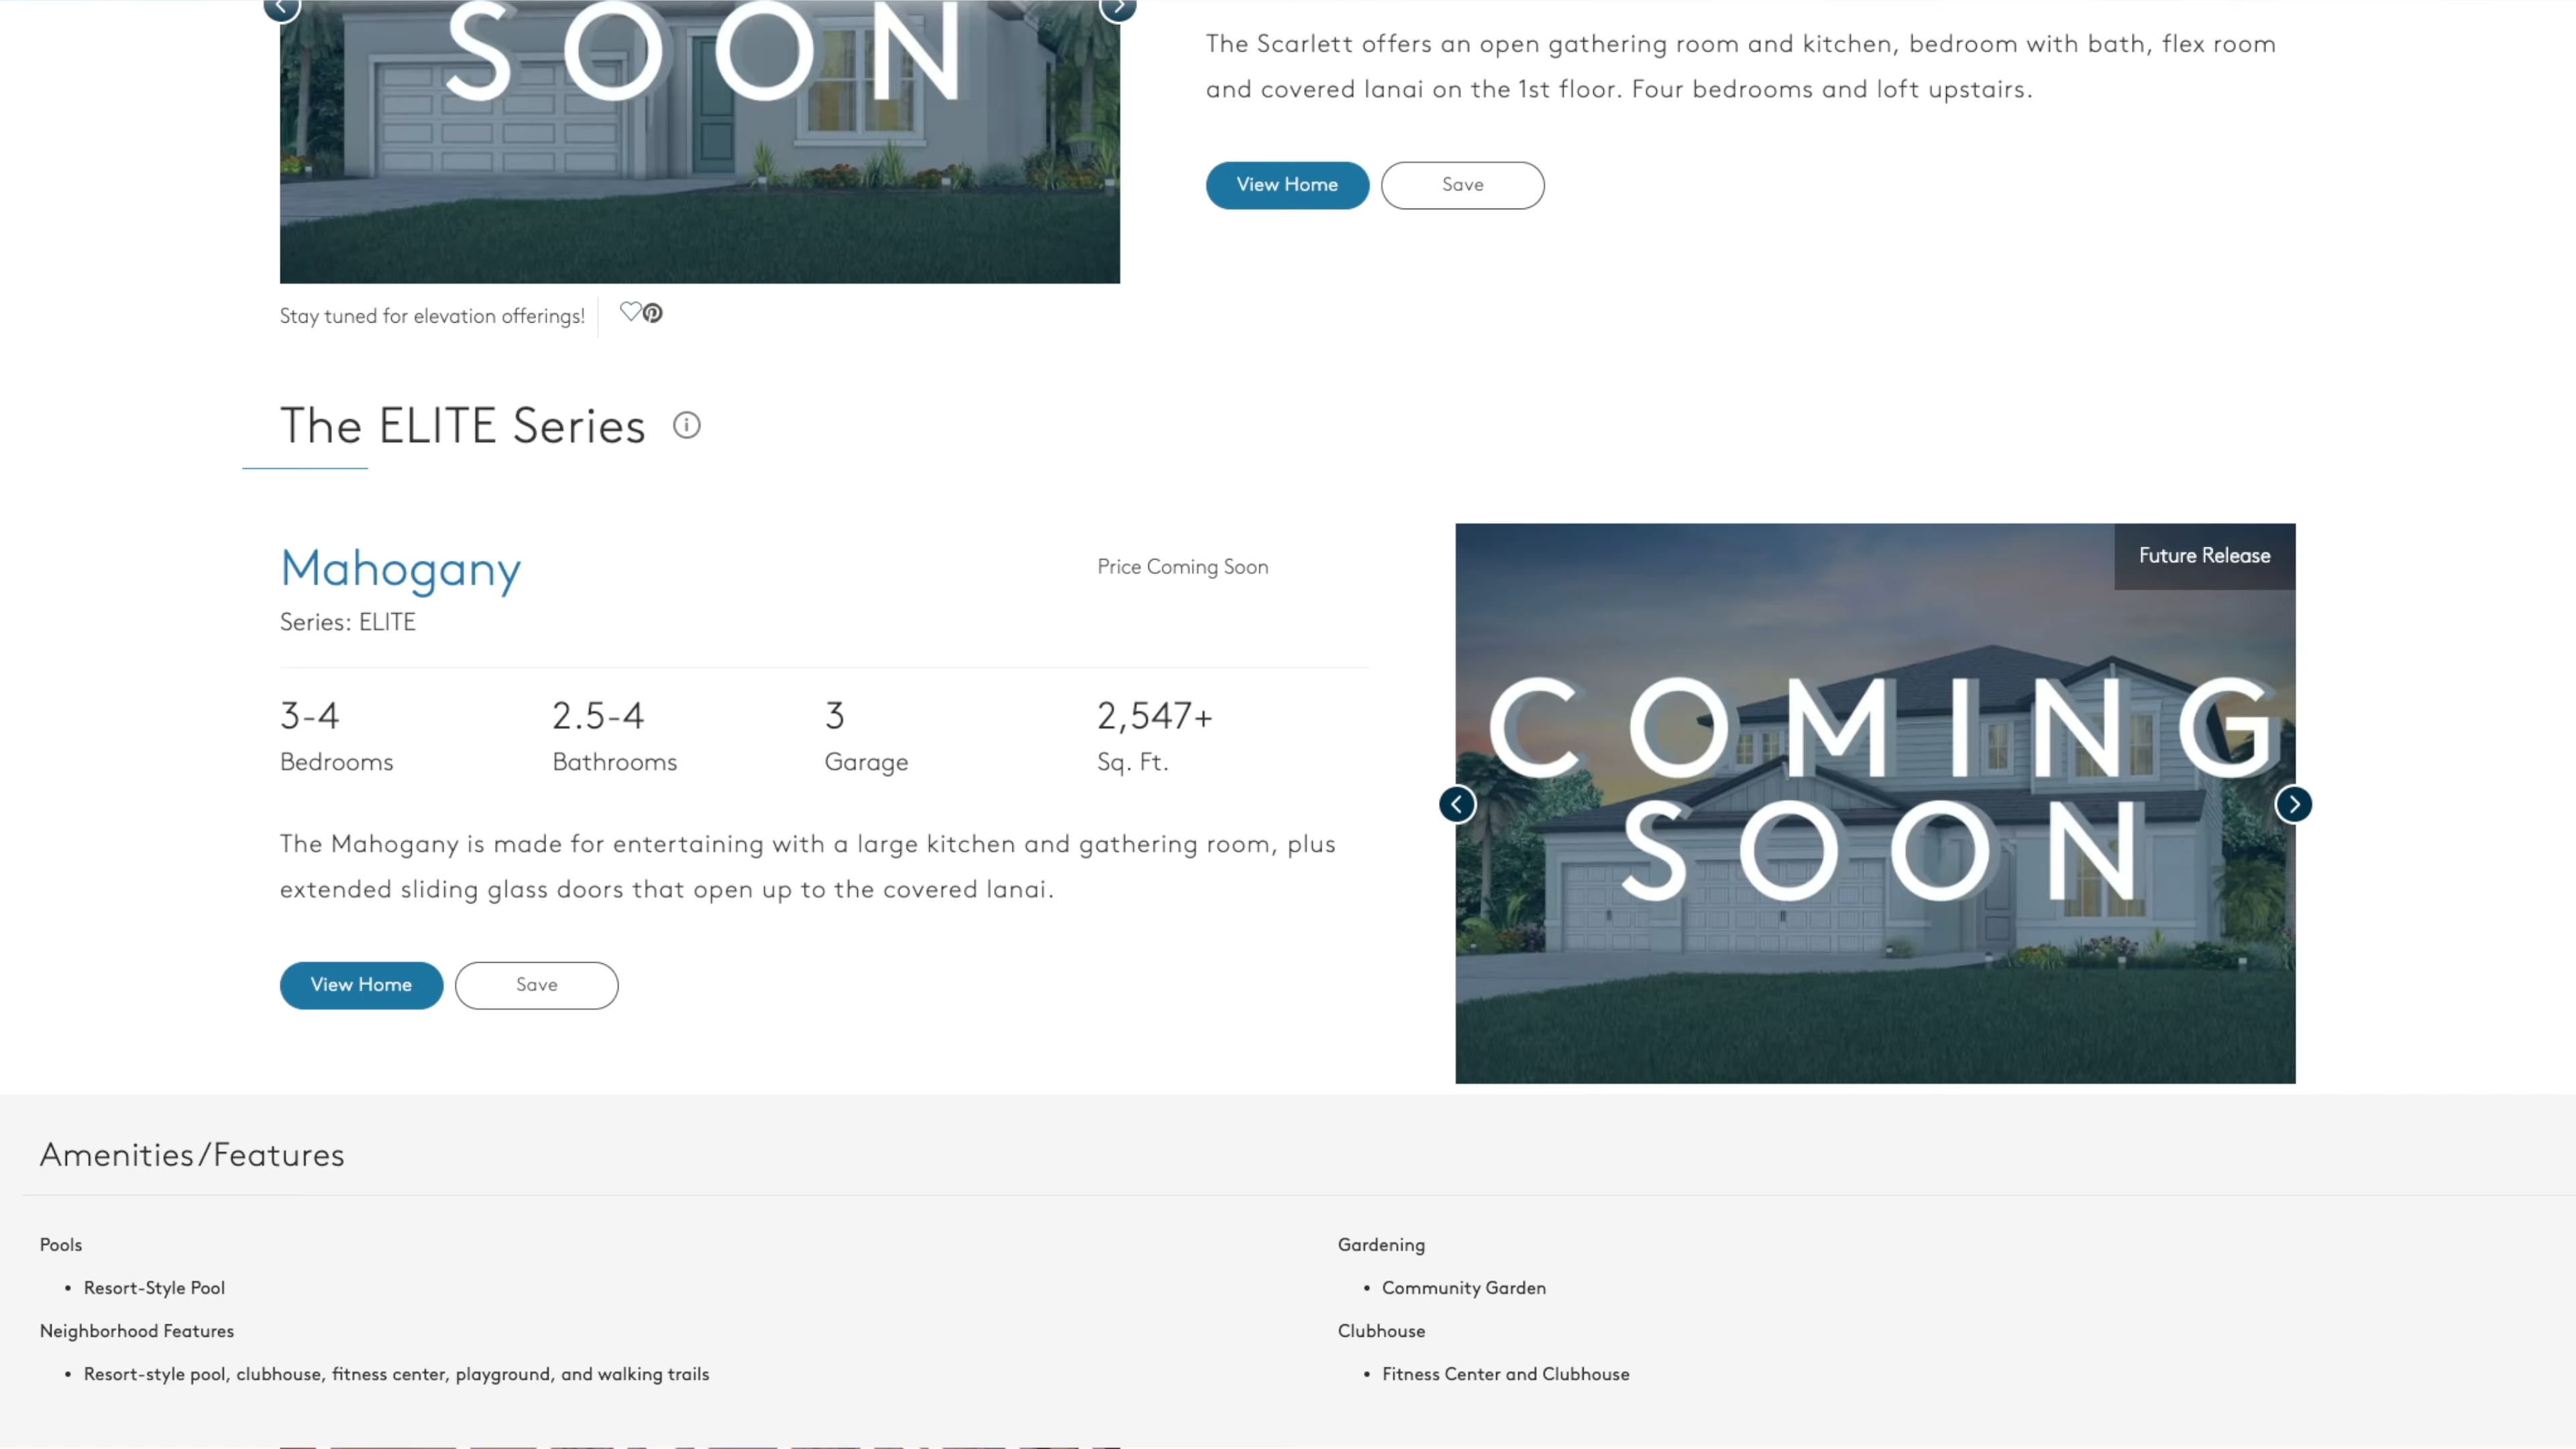 SOON
The Scarlett offers an open gathering room and kitchen, bedroom with bath, flex room
and covered lanai on the 1st floor. Four bedrooms and loft upstairs.
View Home
Save
Stay tuned for elevation offerings!
The ELITE Series
Mahogany
Price Coming Soon
Series: ELITE
3-4
2.5-4
3
2,547+
Bedrooms
Bathrooms
Garage
Sq. Ft.
The Mahogany is made for entertaining with a large kitchen and gathering room, plus
extended sliding glass doors that open up to the covered lanai.
View Home
Save
Future Release
COMING
SOON
Amenities/Features
Pools
• Resort-Style Pool
Neighborhood Features
• Resort-style pool, clubhouse, fitness center, playground, and walking trails
Gardening
• Community Garden
Clubhouse
• Fitness Center and Clubhouse